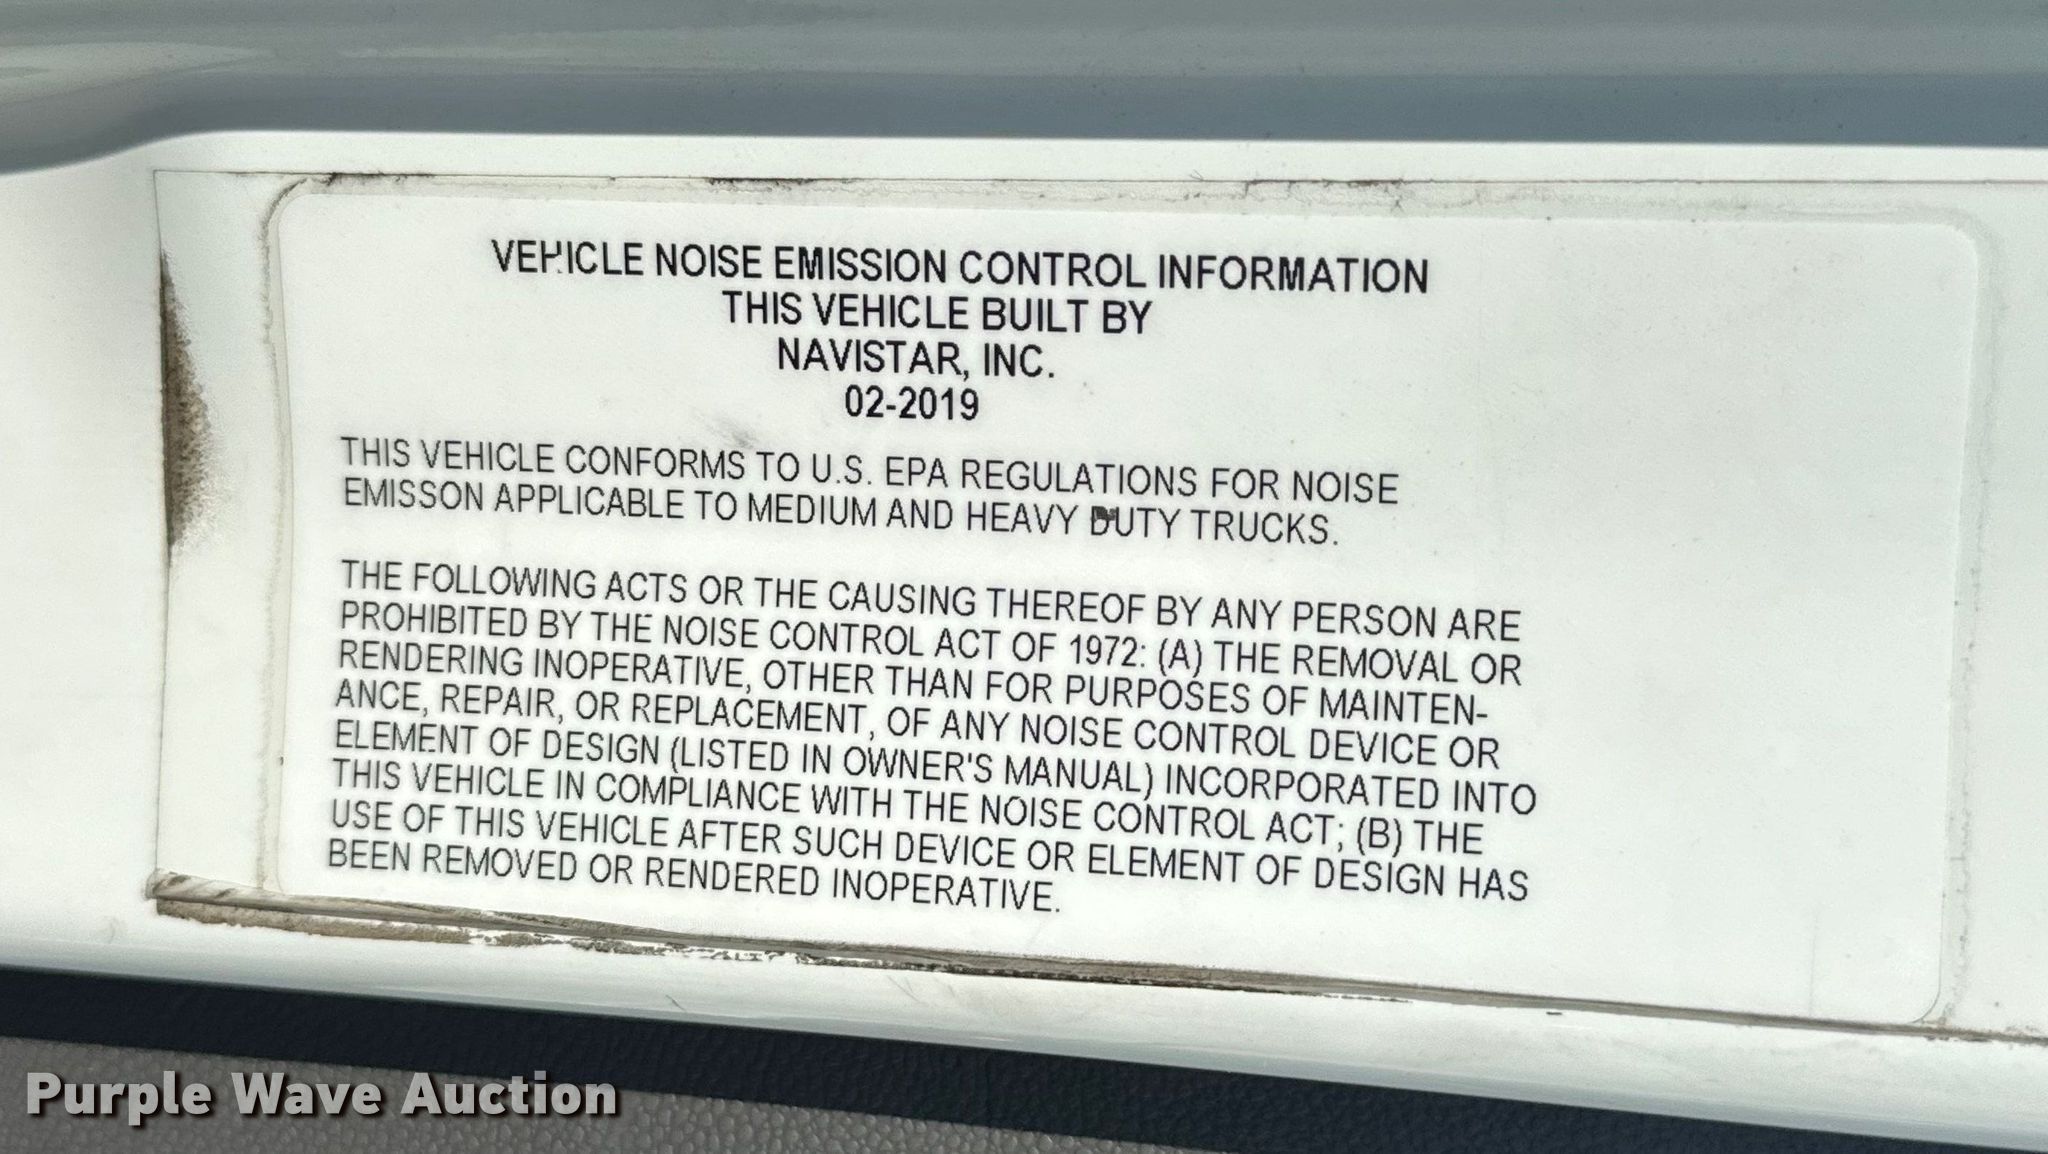 VEHICLE NOISE EMISSION CONTROL INFORMATION
THIS VEHICLE BUILT BY
NAVISTAR, INC.
02-2019
THIS VEHICLE CONFORMS TO U.S. EPA REGULATIONS FOR NOISE
EMISSON APPLICABLE TO MEDIUM AND HEAVY DUTY TRUCKS.
THE FOLLOWING ACTS OR THE CAUSING THEREOF BY ANY PERSON ARE
PROHIBITED BY THE NOISE CONTROL ACT OF 1972: (A) THE REMOVAL OR
RENDERING INOPERATIVE, OTHER THAN FOR PURPOSES OF MAINTEN-
ANCE, REPAIR, OR REPLACEMENT, OF ANY NOISE CONTROL DEVICE OR
ELEMENT OF DESIGN (LISTED IN OWNER'S MANUAL) INCORPORATED INTO
THIS VEHICLE IN COMPLIANCE WITH THE NOISE CONTROL ACT; (B) THE
USE OF THIS VEHICLE AFTER SUCH DEVICE OR ELEMENT OF DESIGN HAS
BEEN REMOVED OR RENDERED INOPERATIVE.
Purple Wave Auction